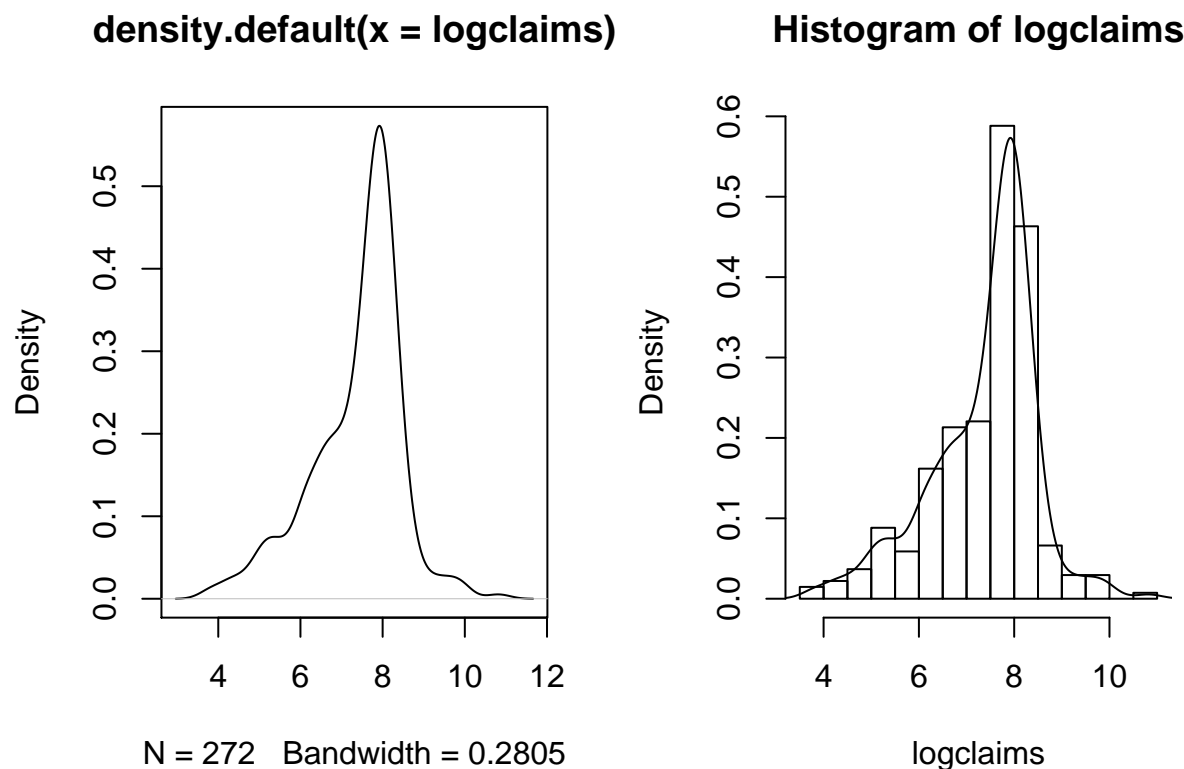 density.default(x = logclaims)
Density
0.0 0.1 0.2 0.3 0.4 0.5
4 6 8 10 12
N = 272 Bandwidth = 0.2805
Histogram of logclaims
Density
0.0 0.1 0.2 0.3 0.4 0.5 0.6
4 6 8 10
logclaims